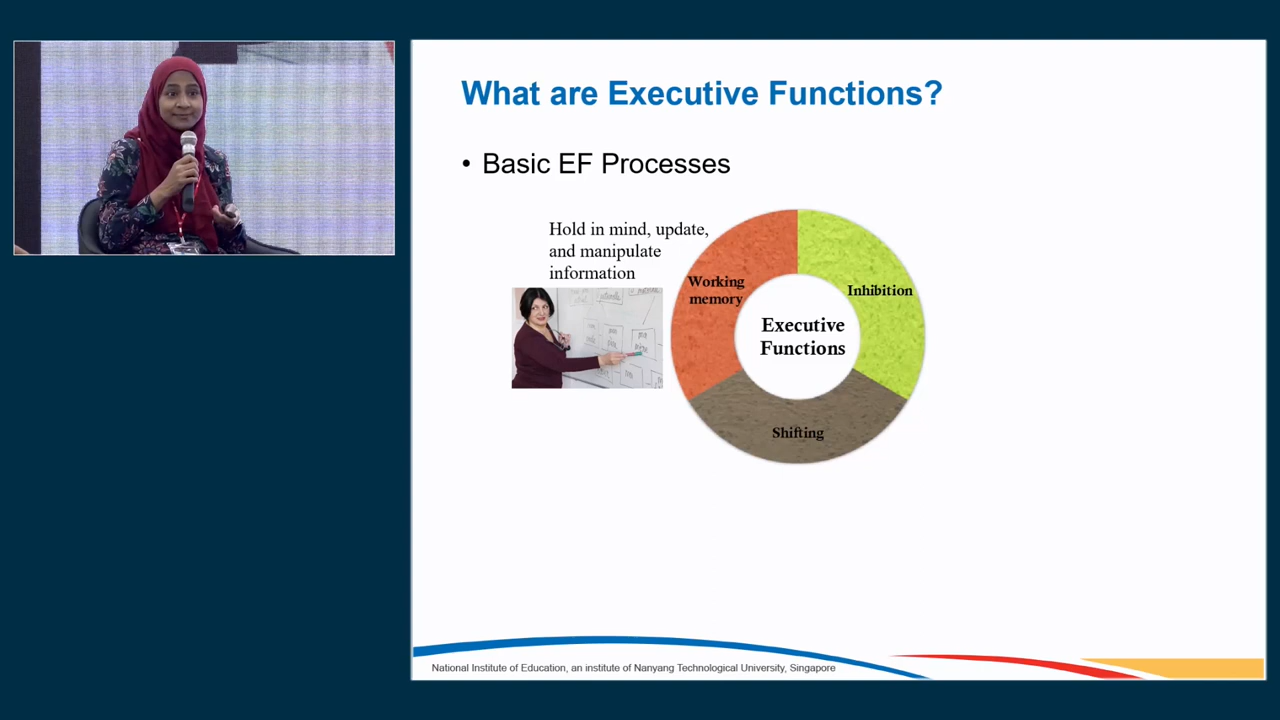 What are Executive Functions?
• Basic EF Processes
Hold in mind, update,
and manipulate
information
Working
memory
Inhibition
Executive
Functions
Shifting
National Institute of Education, an institute of Nanyang Technological University, Singapore